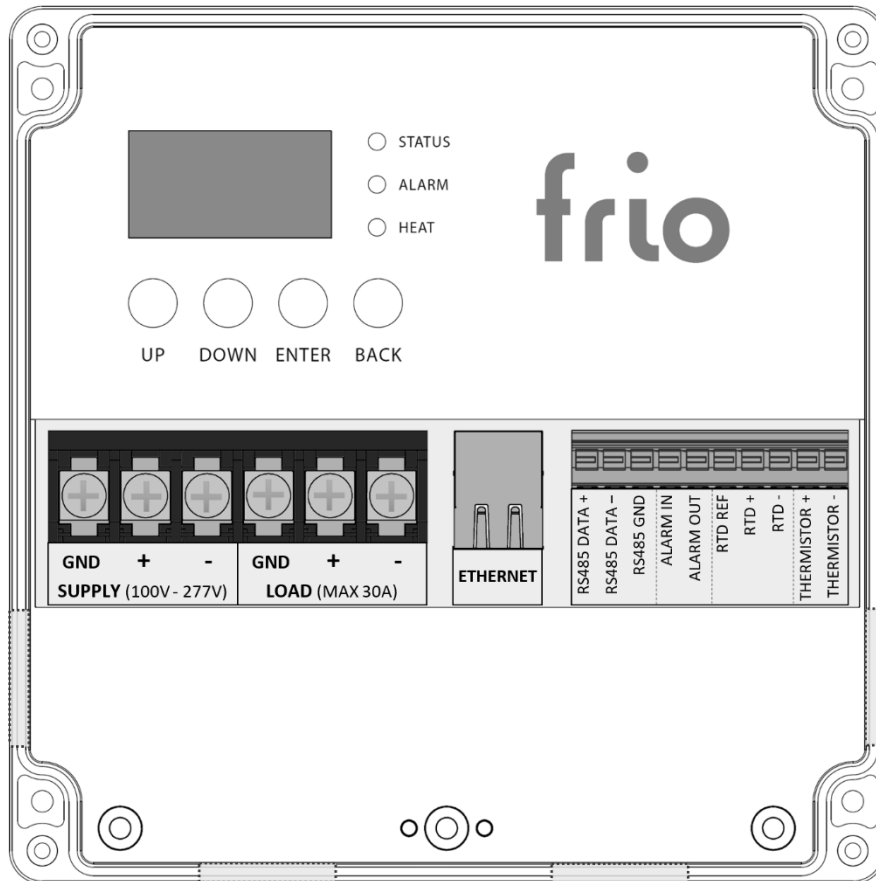 STATUS
ALARM
HEAT
frio
UP DOWN ENTER BACK
GND + - GND + -
SUPPLY (100V - 277V) LOAD (MAX 30A)
ETHERNET
RS485 DATA +
RS485 DATA –
RS485 GND
ALARM IN
ALARM OUT
RTD REF
RTD +
RTD -
THERMISTOR +
THERMISTOR -